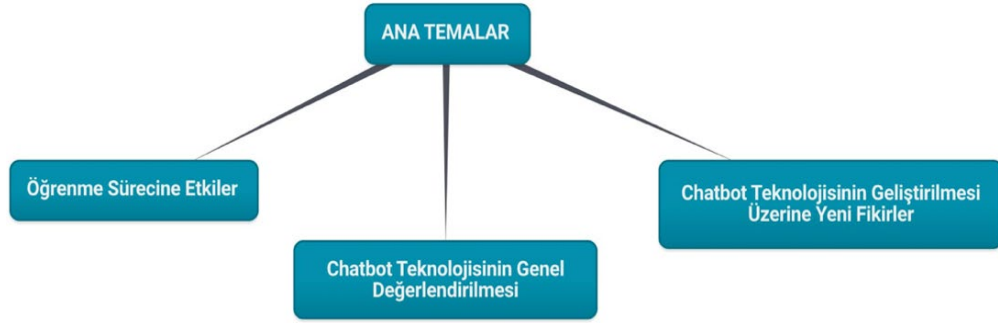 ANA TEMALAR
Öğrenme Sürecine Etkiler
Chatbot Teknolojisinin Genel
Değerlendirilmesi
Chatbot Teknolojisinin Geliştirilmesi
Üzerine Yeni Fikirler